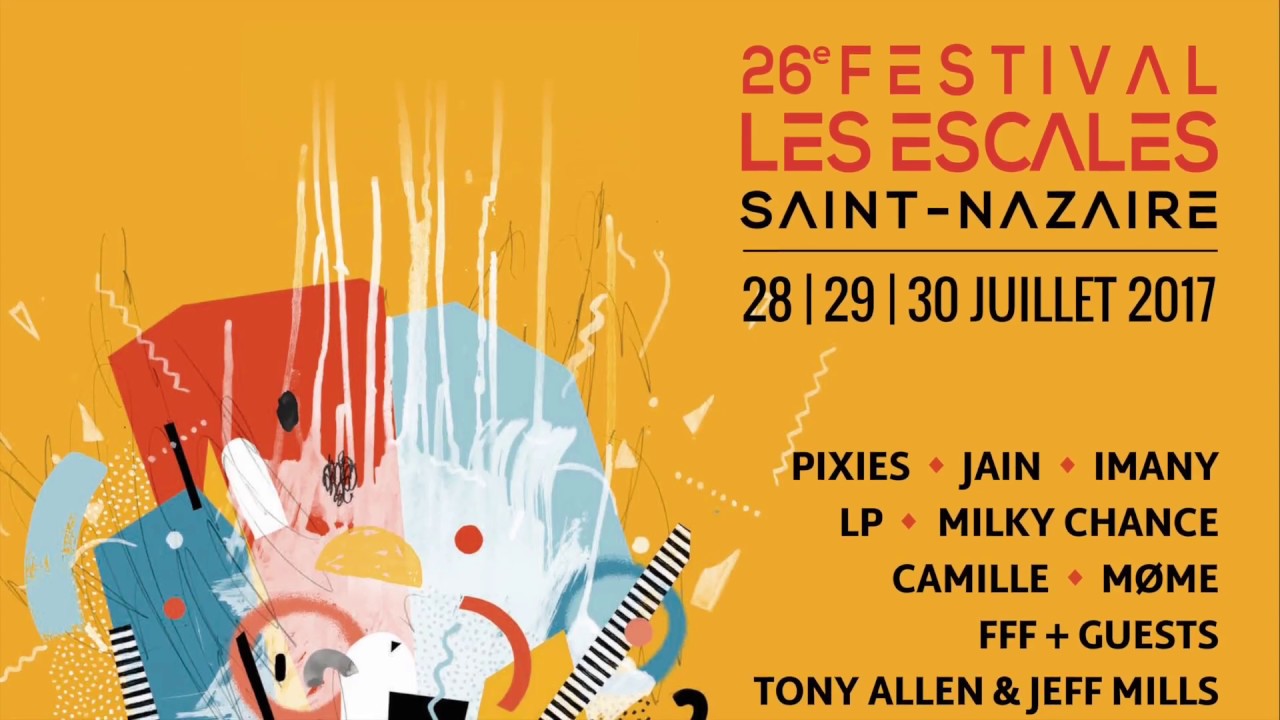 26e FESTIVAL
LES ESCALES
SAINT-NAZAIRE
28 | 29 | 30 JUILLET 2017
PIXIES ♦ JAIN ♦ IMANY
LP ♦ MILKY CHANCE
CAMILLE ♦ MØME
FFF + GUESTS
TONY ALLEN & JEFF MILLS